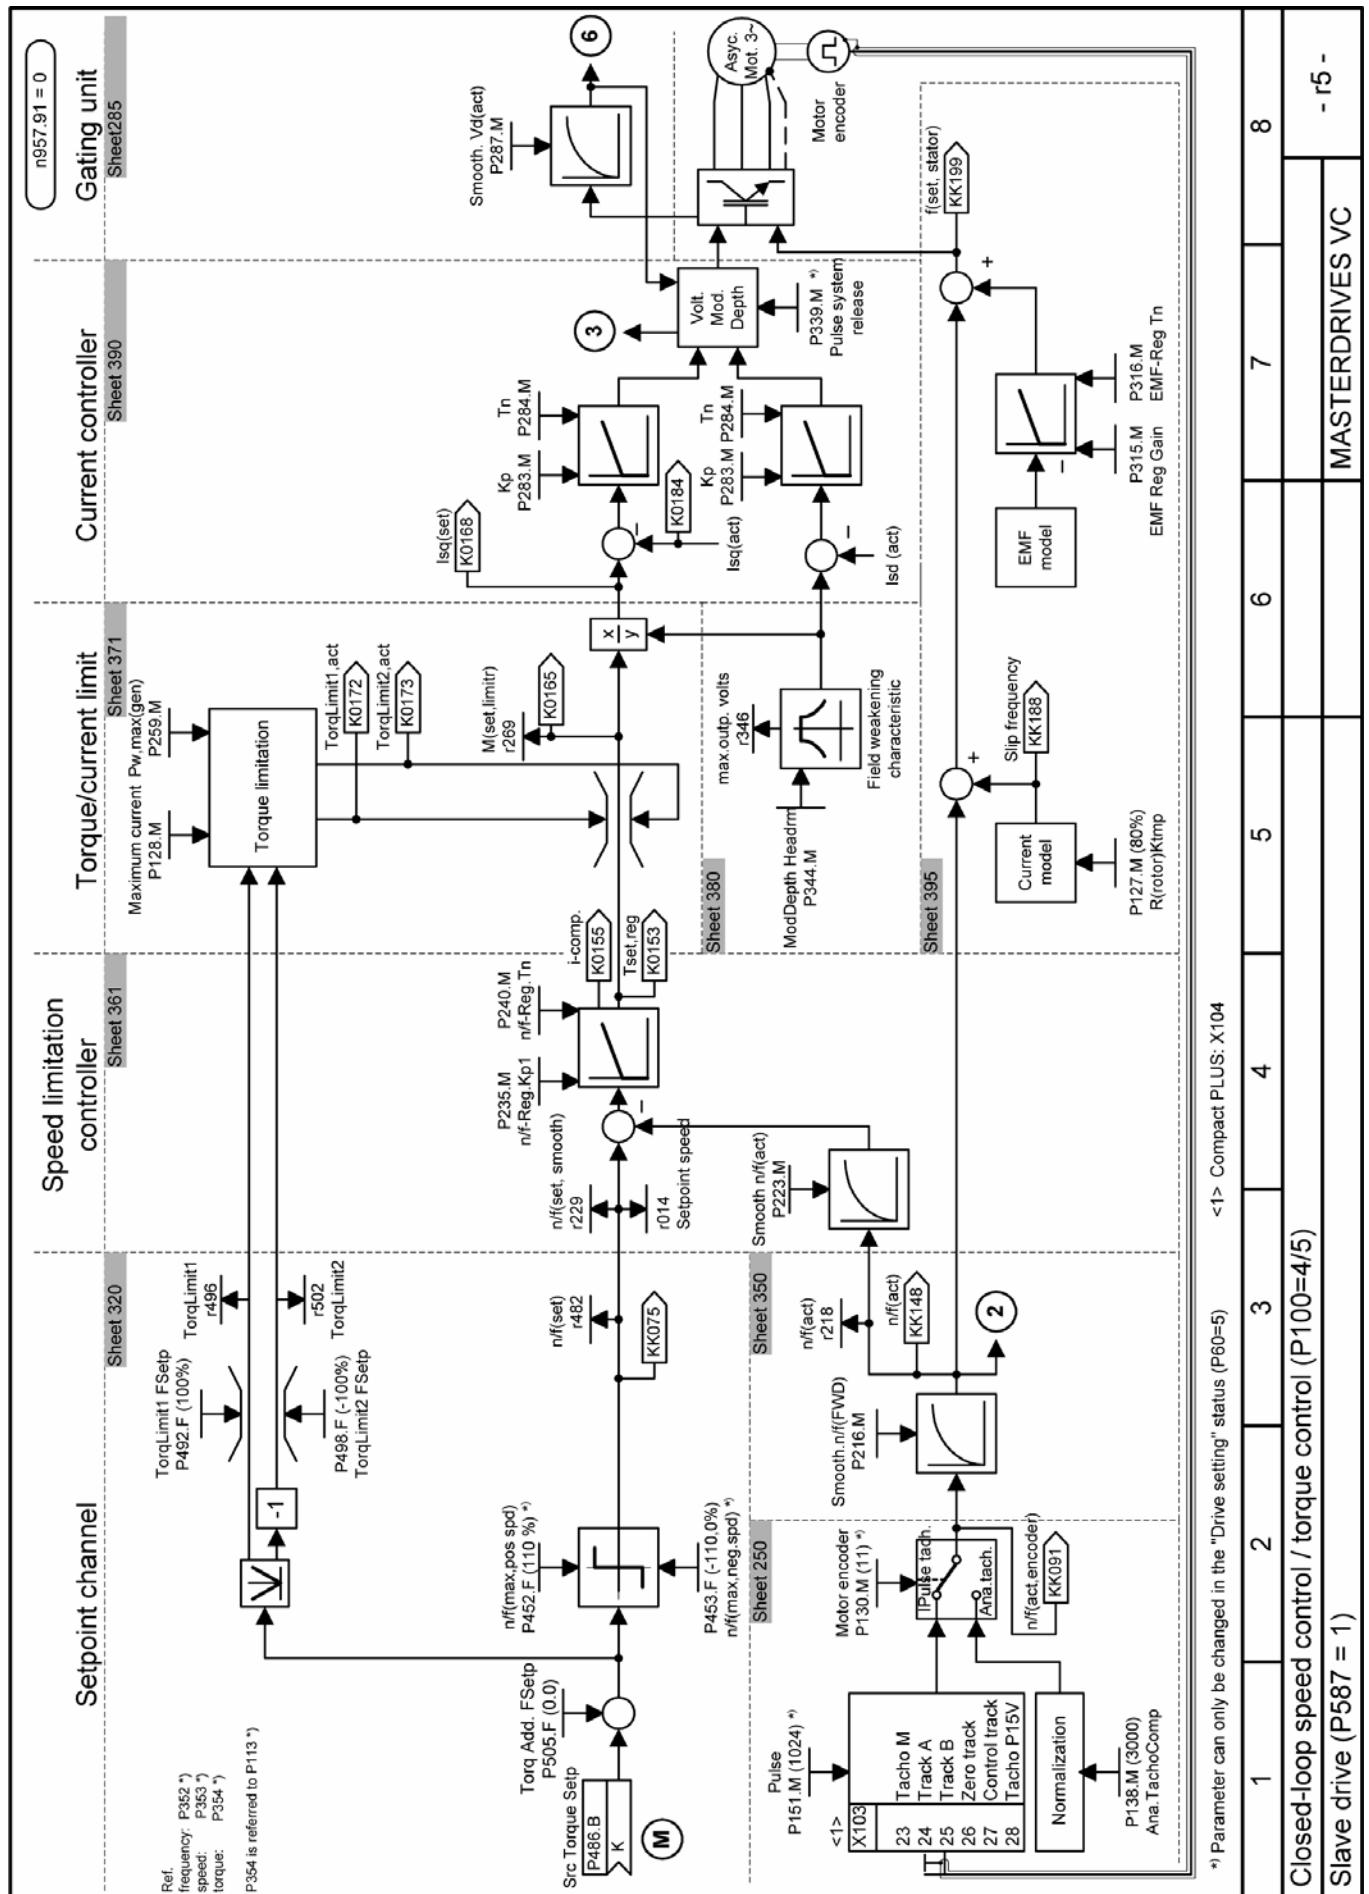 n957.91 = 0
Setpoint channel
Speed limitation
controller
Torque/current limit
Current controller
Gating unit
Sheet 320
Sheet 361
Sheet 371
Sheet 390
Sheet285
Ref.
frequency: P352 *)
speed: P353 *)
torque: P354 *)
P354 is referred to P113 *)
-1
TorqLimit1 FSetp
P492.F (100%)
P498.F (-100%)
TorqLimit2 FSetp
TorqLimit1
r496
r502
TorqLimit2
Maximum current
P128.M
Pw,max(gen)
P259.M
Torque limitation
TorqLimit1,act
K0172
TorqLimit2,act
K0173
Smooth. Vd(act)
P287.M
6
Src Torque Setp
P486.B
K
M
Torq Add. FSetp
P505.F (0.0)
n/f(max,pos spd)
P452.F (110 %) *)
P453.F (-110,0%)
n/f(max,neg.spd) *)
n/f(set)
r482
KK075
n/f(set, smooth)
r229
r014
Setpoint speed
–
P235.M
n/f-Reg.Kp1
P240.M
n/f-Reg.Tn
i-comp.
K0155
Tset,reg
K0153
M(set,limitr)
r269
K0165
x
y
Isq(set)
K0168
–
K0184
Isq(act)
Kp
P283.M
Tn
P284.M
3
Volt.
Mod.
Depth
P339.M *)
Pulse system
release
Asyc.
Mot. 3~
Motor
encoder
Sheet 380
ModDepth Headrm
P344.M
max.outp. volts
r346
Field weakening
characteristic
–
Isd (act)
Kp
P283.M
Tn
P284.M
Sheet 250
Sheet 350
Sheet 395
Pulse
P151.M (1024) *)
<1>
X103
23 Tacho M
24 Track A
25 Track B
26 Zero track
27 Control track
28 Tacho P15V
Normalization
P138.M (3000)
Ana.TachoComp
Motor encoder
P130.M (11) *)
IPulse tach.
Ana.tach.
n/f(act,encoder)
KK091
Smooth.n/f(FWD)
P216.M
n/f(act)
r218
n/f(act)
KK148
2
Smooth n/f(act)
P223.M
Current
model
P127.M (80%)
R(rotor)Ktmp
+
Slip frequency
KK188
EMF
model
–
P315.M
EMF Reg Gain
P316.M
EMF-Reg Tn
+
f(set, stator)
KK199
*) Parameter can only be changed in the "Drive setting" status (P60=5)
<1> Compact PLUS: X104
1 2 3 4 5 6 7 8
Closed-loop speed control / torque control (P100=4/5)
- r5 -
Slave drive (P587 = 1)
MASTERDRIVES VC